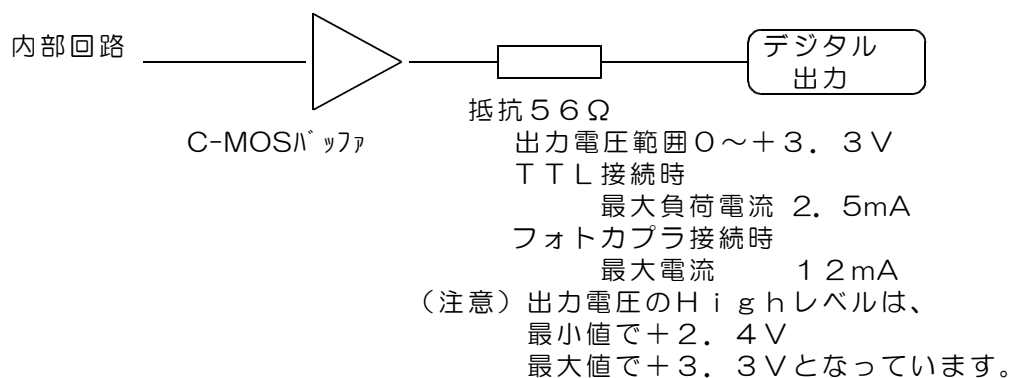 内部回路
デジタル
出力
抵抗56Ω
C-MOSﾊﾞｯﾌｧ
出力電圧範囲0～+3.3V
TTL接続時
最大負荷電流 2.5mA
フォトカプラ接続時
最大電流 12mA
(注意)出力電圧のHighレベルは、
最小値で+2.4V
最大値で+3.3Vとなっています。